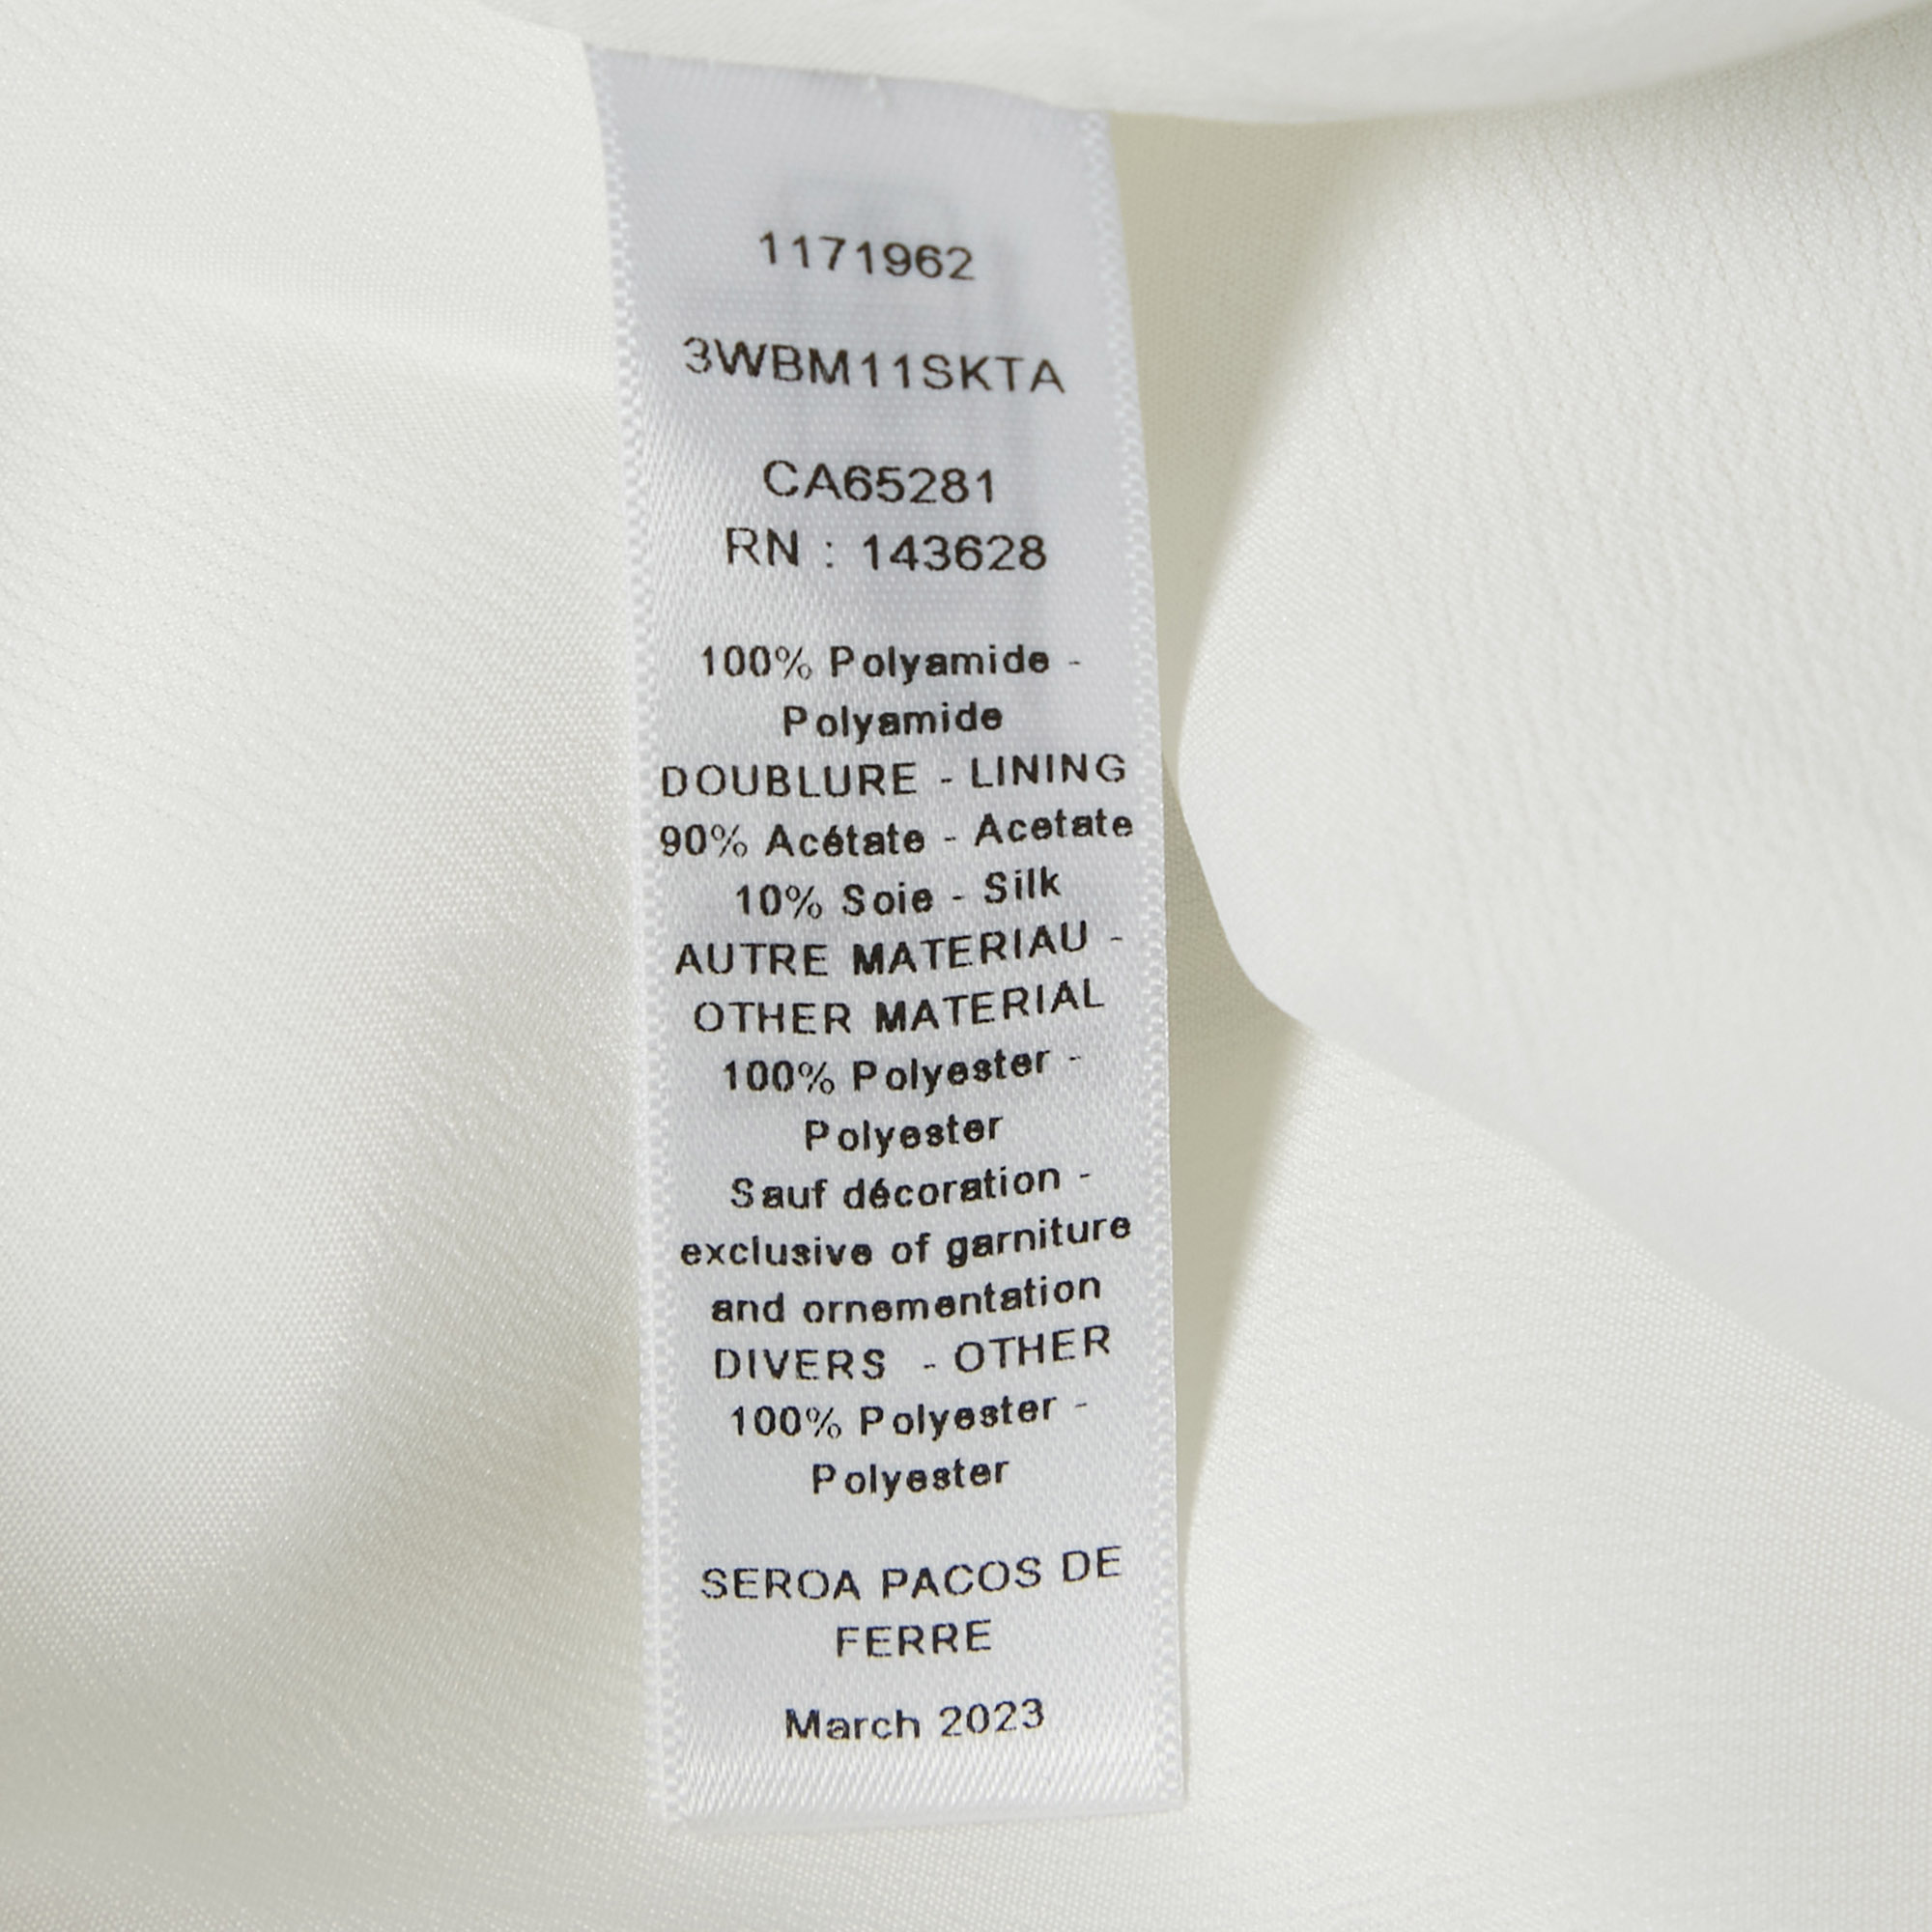 1171962
3WBM11SKTA
CA65281
RN : 143628
100% Polyamide -
Polyamide
DOUBLURE - LINING
90% Acétate - Acetate
10% Soie - Silk
AUTRE MATERIAU -
OTHER MATERIAL
100% Polyester -
Polyester
Sauf décoration -
exclusive of garniture
and ornementation
DIVERS - OTHER
100% Polyester -
Polyester
SEROA PACOS DE
FERRE
March 2023